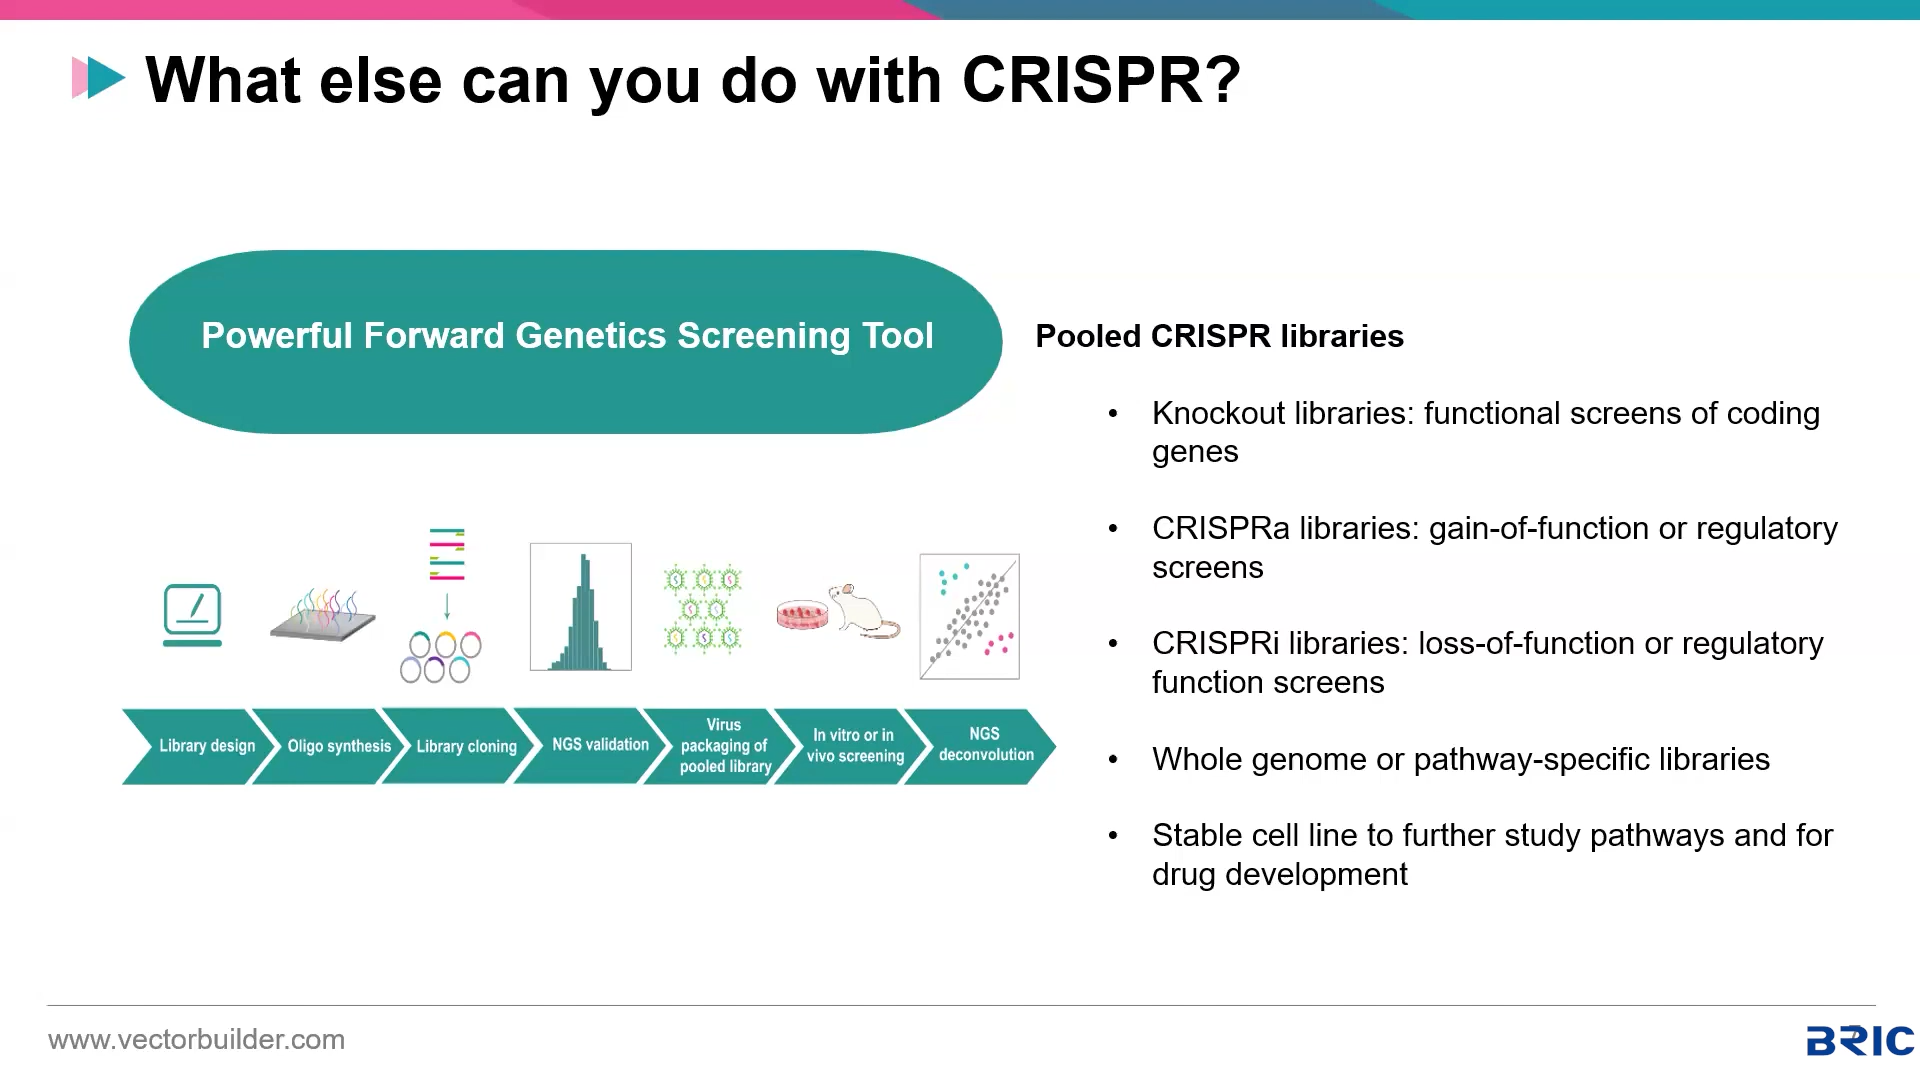 What else can you do with CRISPR?
Powerful Forward Genetics Screening Tool
Pooled CRISPR libraries
• Knockout libraries: functional screens of coding
genes
• CRISPRa libraries: gain-of-function or regulatory
screens
• CRISPRi libraries: loss-of-function or regulatory
function screens
• Whole genome or pathway-specific libraries
• Stable cell line to further study pathways and for
drug development
Library design
Oligo synthesis
Library cloning
NGS validation
Virus
packaging of
pooled library
In vitro or in
vivo screening
NGS
deconvolution
www.vectorbuilder.com
BRIC